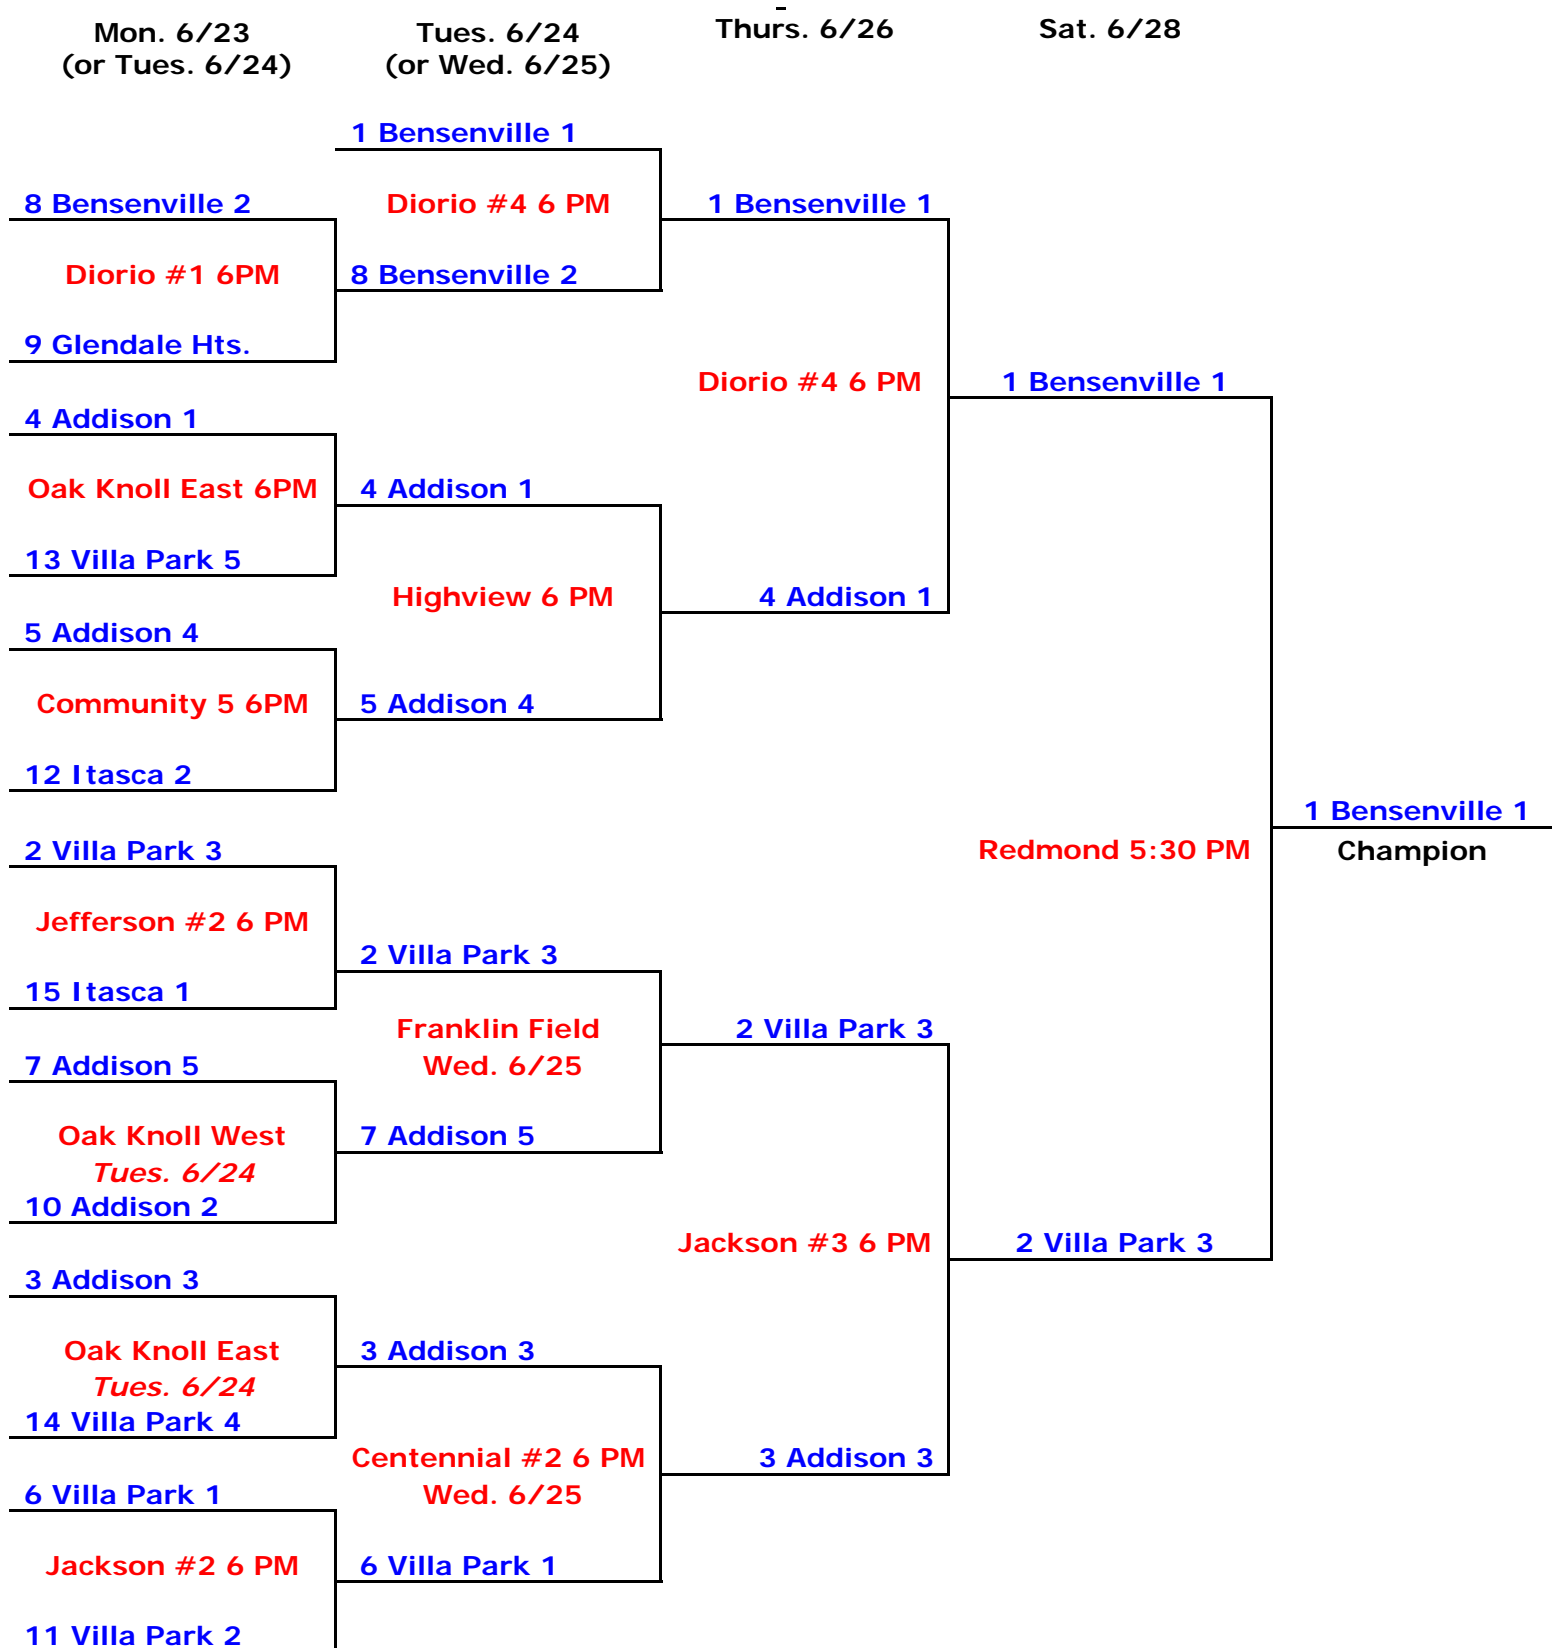 Mon. 6/23
(or Tues. 6/24)
Tues. 6/24
(or Wed. 6/25)
Thurs. 6/26
Sat. 6/28
1 Bensenville 1
8 Bensenville 2
Diorio #4 6 PM
1 Bensenville 1
Diorio #1 6PM
8 Bensenville 2
9 Glendale Hts.
Diorio #4 6 PM
1 Bensenville 1
4 Addison 1
Oak Knoll East 6PM
4 Addison 1
13 Villa Park 5
Highview 6 PM
4 Addison 1
5 Addison 4
Community 5 6PM
5 Addison 4
12 Itasca 2
1 Bensenville 1
2 Villa Park 3
Redmond 5:30 PM
Champion
Jefferson #2 6 PM
2 Villa Park 3
15 Itasca 1
Franklin Field
Wed. 6/25
2 Villa Park 3
7 Addison 5
Oak Knoll West
Tues. 6/24
7 Addison 5
10 Addison 2
Jackson #3 6 PM
2 Villa Park 3
3 Addison 3
Oak Knoll East
Tues. 6/24
3 Addison 3
14 Villa Park 4
Centennial #2 6 PM
Wed. 6/25
3 Addison 3
6 Villa Park 1
Jackson #2 6 PM
6 Villa Park 1
11 Villa Park 2